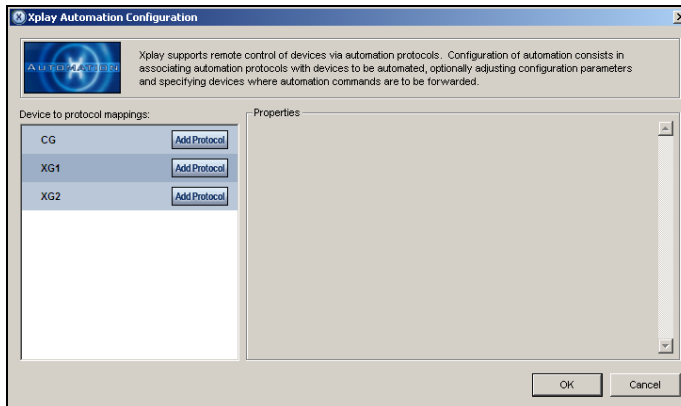 Xplay Automation Configuration
AUTOMATION
Xplay supports remote control of devices via automation protocols. Configuration of automation consists in
associating automation protocols with devices to be automated, optionally adjusting configuration parameters
and specifying devices where automation commands are to be forwarded.
Device to protocol mappings:
Properties
CG
Add Protocol
XG1
Add Protocol
XG2
Add Protocol
OK
Cancel